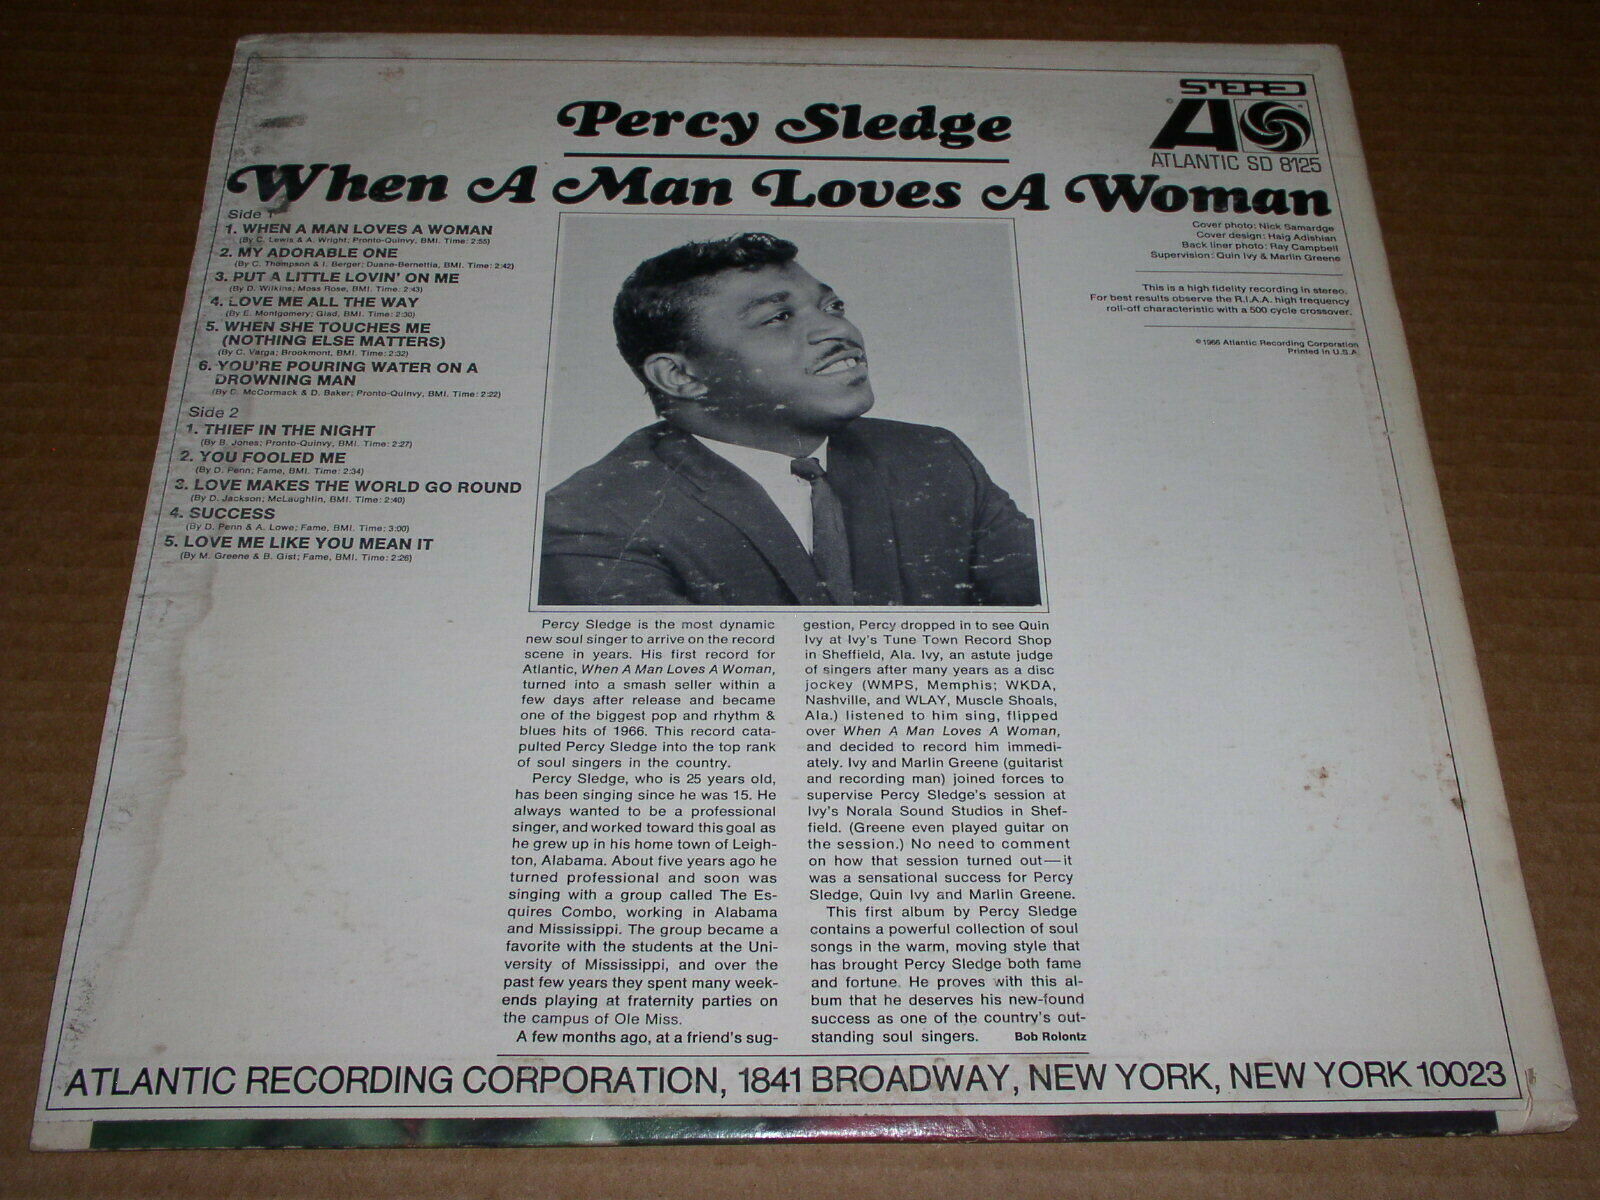 STEREO
ATLANTIC SD 8125
Percy Sledge
When A Man Loves A Woman
Side 1
1. WHEN A MAN LOVES A WOMAN
(By C. Lewis & A. Wright; Pronto-Quinvy, BMI. Time: 2:55)
2. MY ADORABLE ONE
(By C. Thompson & I. Berger; Duane-Bernettia, BMI. Time: 2:42)
3. PUT A LITTLE LOVIN' ON ME
(By D. Wilkins; Moss Rose, BMI. Time: 2:43)
4. LOVE ME ALL THE WAY
(By E. Montgomery; Glad, BMI. Time: 2:30)
5. WHEN SHE TOUCHES ME
(NOTHING ELSE MATTERS)
(By C. Varga; Brookmont, BMI. Time: 2:32)
6. YOU'RE POURING WATER ON A
DROWNING MAN
(By C. McCormack & D. Baker; Pronto-Quinvy, BMI. Time: 2:22)
Side 2
1. THIEF IN THE NIGHT
(By B. Jones; Pronto-Quinvy, BMI. Time: 2:27)
2. YOU FOOLED ME
(By D. Penn; Fame, BMI. Time: 2:34)
3. LOVE MAKES THE WORLD GO ROUND
(By D. Jackson; McLaughlin, BMI. Time: 2:40)
4. SUCCESS
(By D. Penn & A. Lowe; Fame, BMI. Time: 3:00)
5. LOVE ME LIKE YOU MEAN IT
(By M. Greene & B. Gist; Fame, BMI. Time: 2:26)
Cover photo: Nick Samardge
Cover design: Haig Adishian
Back liner photo: Ray Campbell
Supervision: Quin Ivy & Marlin Greene
This is a high fidelity recording in stereo.
For best results observe the R.I.A.A. high frequency
roll-off characteristic with a 500 cycle crossover.
© 1966 Atlantic Recording Corporation
Printed in U.S.A.
Percy Sledge is the most dynamic
new soul singer to arrive on the record
scene in years. His first record for
Atlantic, When A Man Loves A Woman,
turned into a smash seller within a
few days after release and became
one of the biggest pop and rhythm &
blues hits of 1966. This record cata-
pulted Percy Sledge into the top rank
of soul singers in the country.
Percy Sledge, who is 25 years old,
has been singing since he was 15. He
always wanted to be a professional
singer, and worked toward this goal as
he grew up in his home town of Leigh-
ton, Alabama. About five years ago he
turned professional and soon was
singing with a group called The Es-
quires Combo, working in Alabama
and Mississippi. The group became a
favorite with the students at the Uni-
versity of Mississippi, and over the
past few years they spent many week-
ends playing at fraternity parties on
the campus of Ole Miss.
A few months ago, at a friend's sug-
gestion, Percy dropped in to see Quin
Ivy at Ivy's Tune Town Record Shop
in Sheffield, Ala. Ivy, an astute judge
of singers after many years as a disc
jockey (WMPS, Memphis; WKDA,
Nashville, and WLAY, Muscle Shoals,
Ala.) listened to him sing, flipped
over When A Man Loves A Woman,
and decided to record him immedi-
ately. Ivy and Marlin Greene (guitarist
and recording man) joined forces to
supervise Percy Sledge's session at
Ivy's Norala Sound Studios in Shef-
field. (Greene even played guitar on
the session.) No need to comment
on how that session turned out—it
was a sensational success for Percy
Sledge, Quin Ivy and Marlin Greene.
This first album by Percy Sledge
contains a powerful collection of soul
songs in the warm, moving style that
has brought Percy Sledge both fame
and fortune. He proves with this al-
bum that he deserves his new-found
success as one of the country's out-
standing soul singers. Bob Rolontz
ATLANTIC RECORDING CORPORATION, 1841 BROADWAY, NEW YORK, NEW YORK 10023